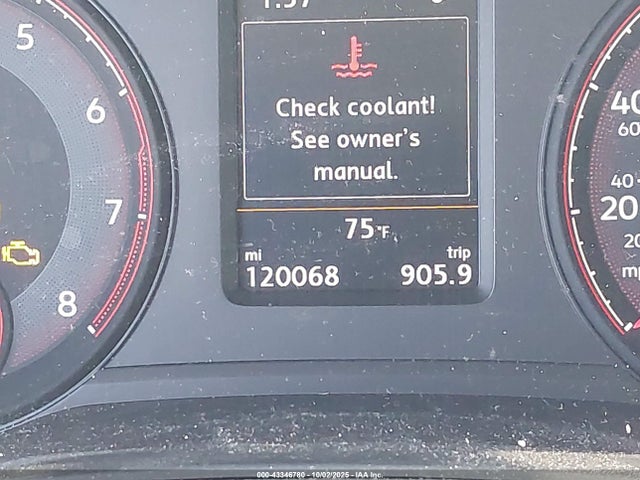 5
6
7
8
Check coolant!
See owner's
manual.
75°F
mi
trip
120068
905.9
40
20
000-43346780 - 10/02/2025 - IAA Inc.